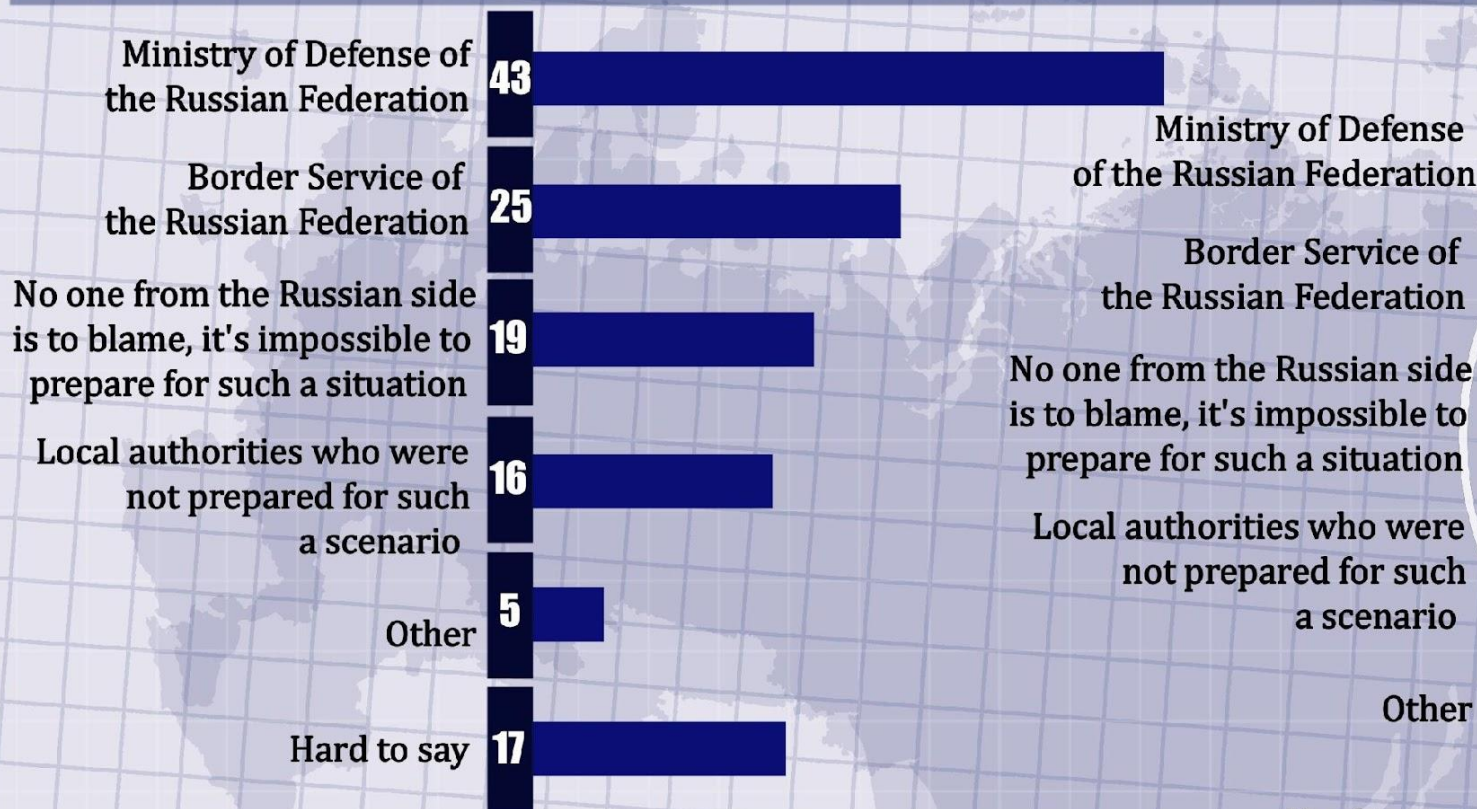 Ministry of Defense of
the Russian Federation
43
Border Service of
the Russian Federation
25
No one from the Russian side
is to blame, it's impossible to
prepare for such a situation
19
Local authorities who were
not prepared for such
a scenario
16
Other
5
Hard to say
17
Ministry of Defense
of the Russian Federation
Border Service of
the Russian Federation
No one from the Russian side
is to blame, it's impossible to
prepare for such a situation
Local authorities who were
not prepared for such
a scenario
Other